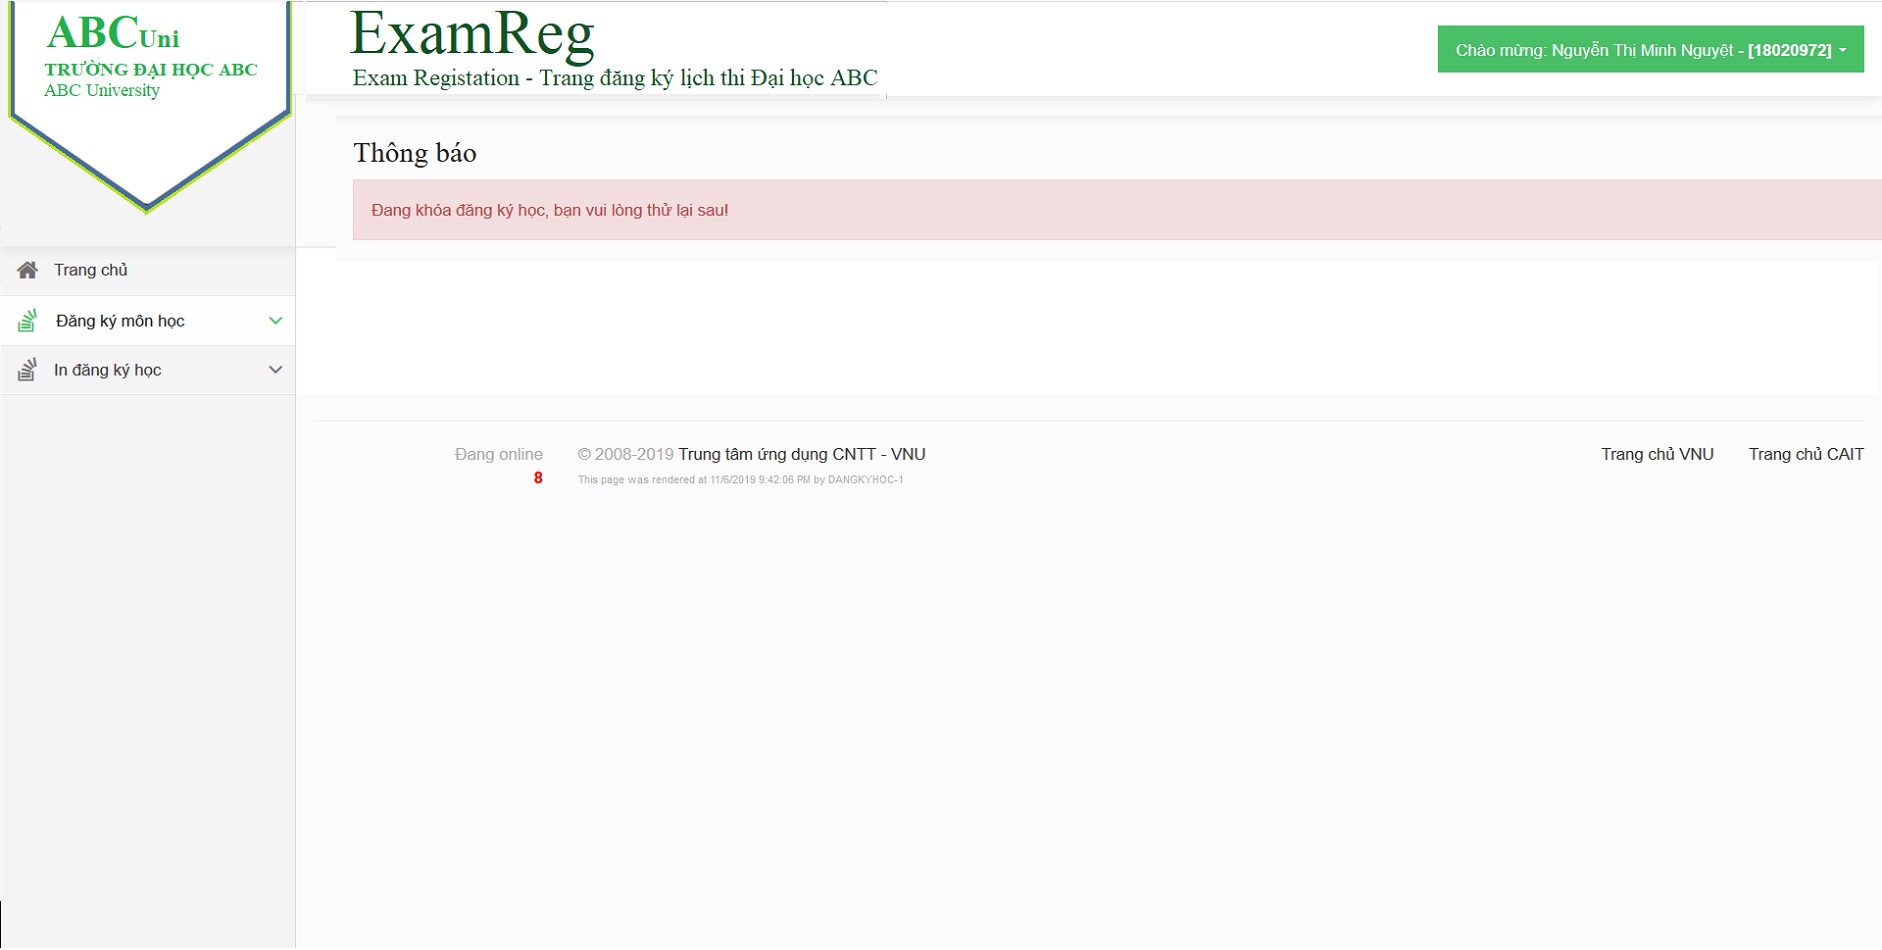 ABCUni
TRƯỜNG ĐẠI HỌC ABC
ABC University
ExamReg
Exam Registation - Trang đăng ký lịch thi Đại học ABC
Chào mừng: Nguyễn Thị Minh Nguyệt - [18020972]
Thông báo
Đang khóa đăng ký học, bạn vui lòng thử lại sau!
Trang chủ
Đăng ký môn học
In đăng ký học
Đang online
8
© 2008-2019 Trung tâm ứng dụng CNTT - VNU
This page was rendered at 11/6/2019 9:42:06 PM by DANGKYHOC-1
Trang chủ VNU
Trang chủ CAIT